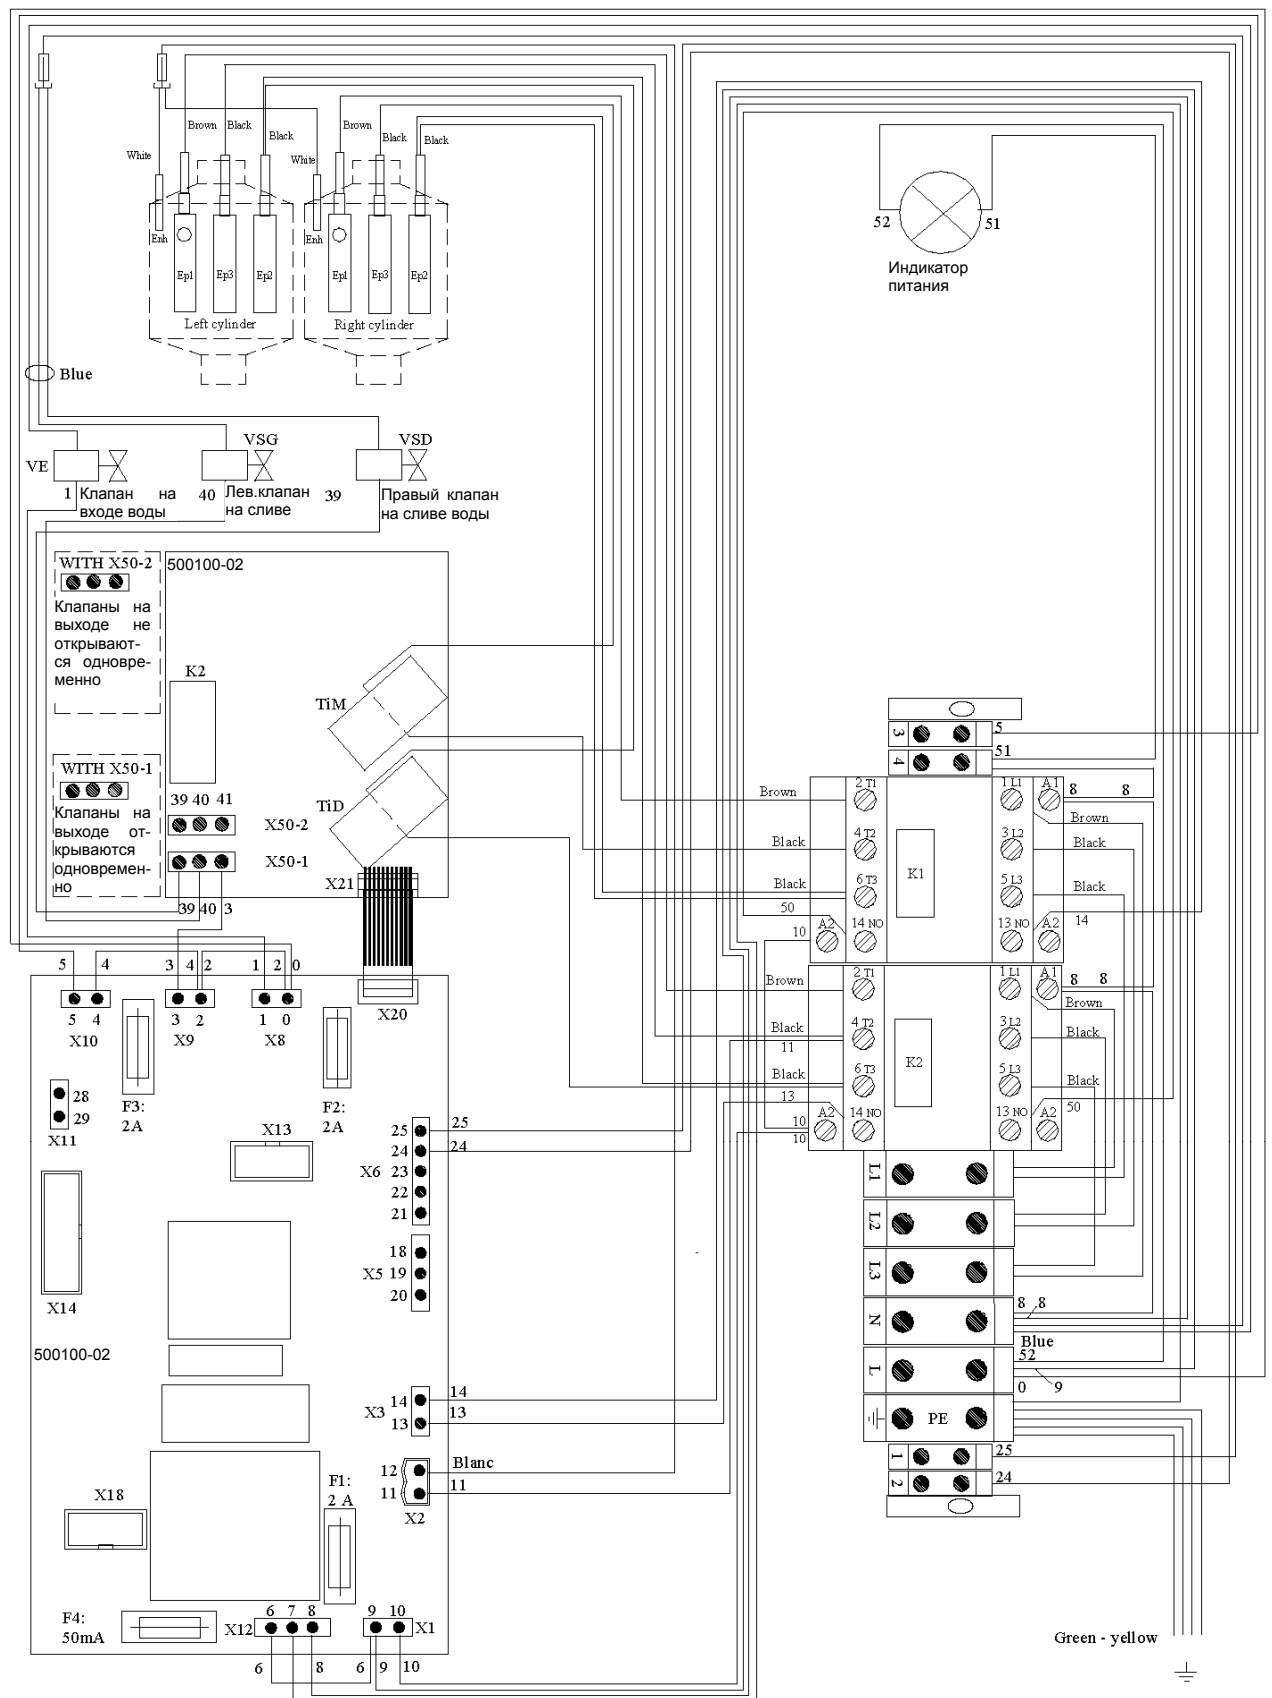 Brown
Black
Black
White
Enh
Ep1
Ep3
Ep2
Left cylinder
Brown
Black
Black
White
Enh
Ep1
Ep3
Ep2
Right cylinder
52
51
Индикатор
питания
Blue
VE
VSG
VSD
1
Клапан на
входе воды
40
Лев.клапан
на сливе
39
Правый клапан
на сливе воды
WITH X50-2
Клапаны на
выходе не
открывают-
ся одновре-
менно
500100-02
K2
TiM
TiD
WITH X50-1
Клапаны на
выходе от-
крываются
одновремен-
но
39 40 41
X50-2
X50-1
X21
39 40 3
5 4
3 4 2
1 2 0
5 4
X10
3 2
X9
1 0
X8
X20
28
29
X11
F3:
2A
F2:
2A
X13
X14
25
24
23
22
21
X6
25
24
18
19
20
X5
500100-02
14
13
X3
14
13
12
11
X2
Blanc
11
X18
F1:
2 A
F4:
50mA
6 7 8
X12
9 10
X1
6 8 6 9 10
3
5
4
51
2 T1
1 L1
A1
8 8
Brown
Brown
4 T2
3 L2
Black
Black
K1
6 T3
5 L3
Black
Black
50
14
A2
14 NO
13 NO
A2
10
2 T1
1 L1
A1
8 8
Brown
Brown
4 T2
3 L2
Black
Black
11
K2
6 T3
5 L3
Black
Black
13
50
10
A2
14 NO
13 NO
A2
10
L1
L2
L3
N
8 8
Blue
L
52
0 9
PE
1
25
2
24
Green - yellow